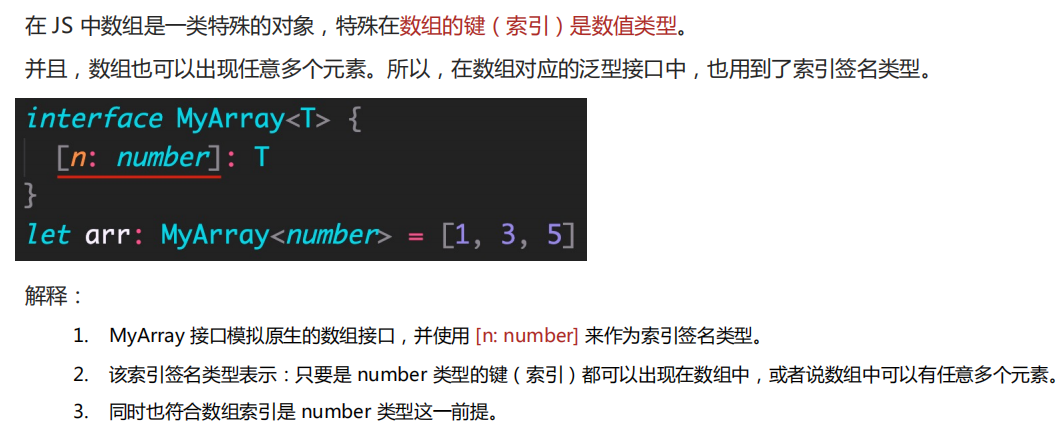 在 JS 中数组是一类特殊的对象，特殊在数组的键（索引）是数值类型。
并且，数组也可以出现任意多个元素。所以，在数组对应的泛型接口中，也用到了索引签名类型。
interface MyArray<T> {
[n: number]: T
}
let arr: MyArray<number> = [1, 3, 5]
解释：
1. MyArray 接口模拟原生的数组接口，并使用 [n: number] 来作为索引签名类型。
2. 该索引签名类型表示：只要是 number 类型的键（索引）都可以出现在数组中，或者说数组中可以有任意多个元素。
3. 同时也符合数组索引是 number 类型这一前提。